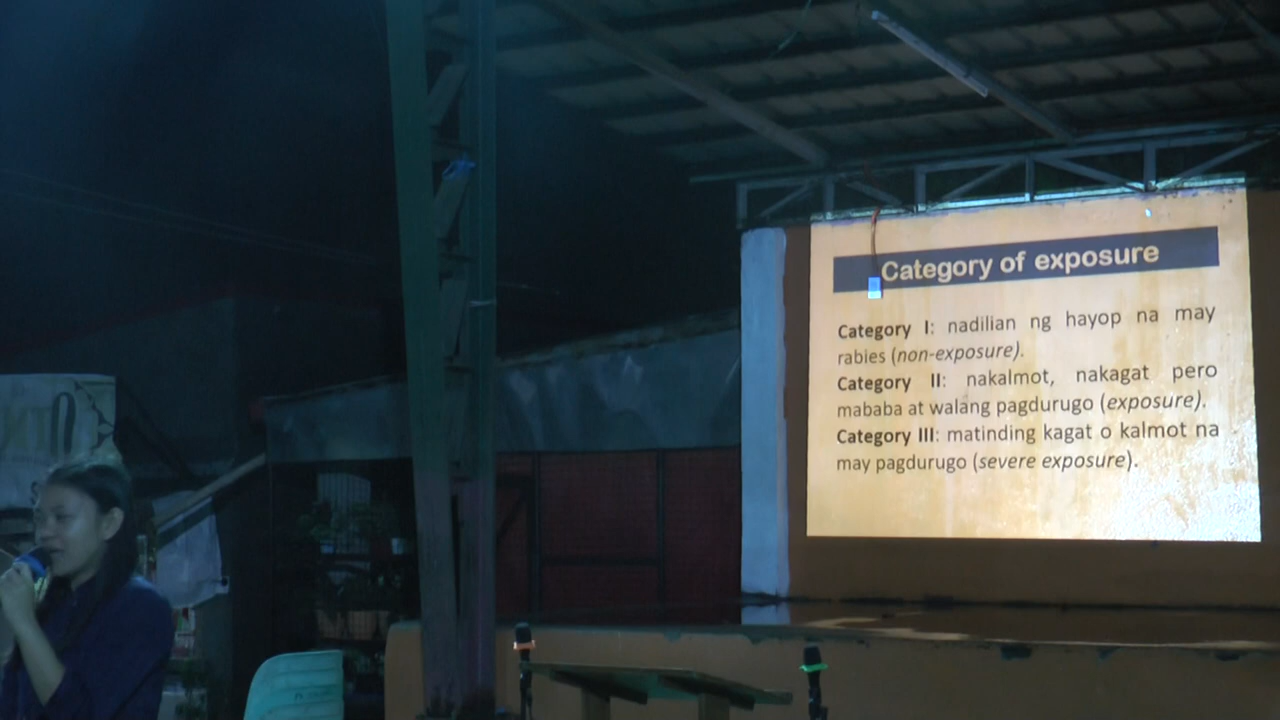 Category of exposure
Category I: nadilian ng hayop na may
rabies (non-exposure).
Category II: nakalmot, nakagat pero
mababa at walang pagdurugo (exposure).
Category III: matinding kagat o kalmot na
may pagdurugo (severe exposure).